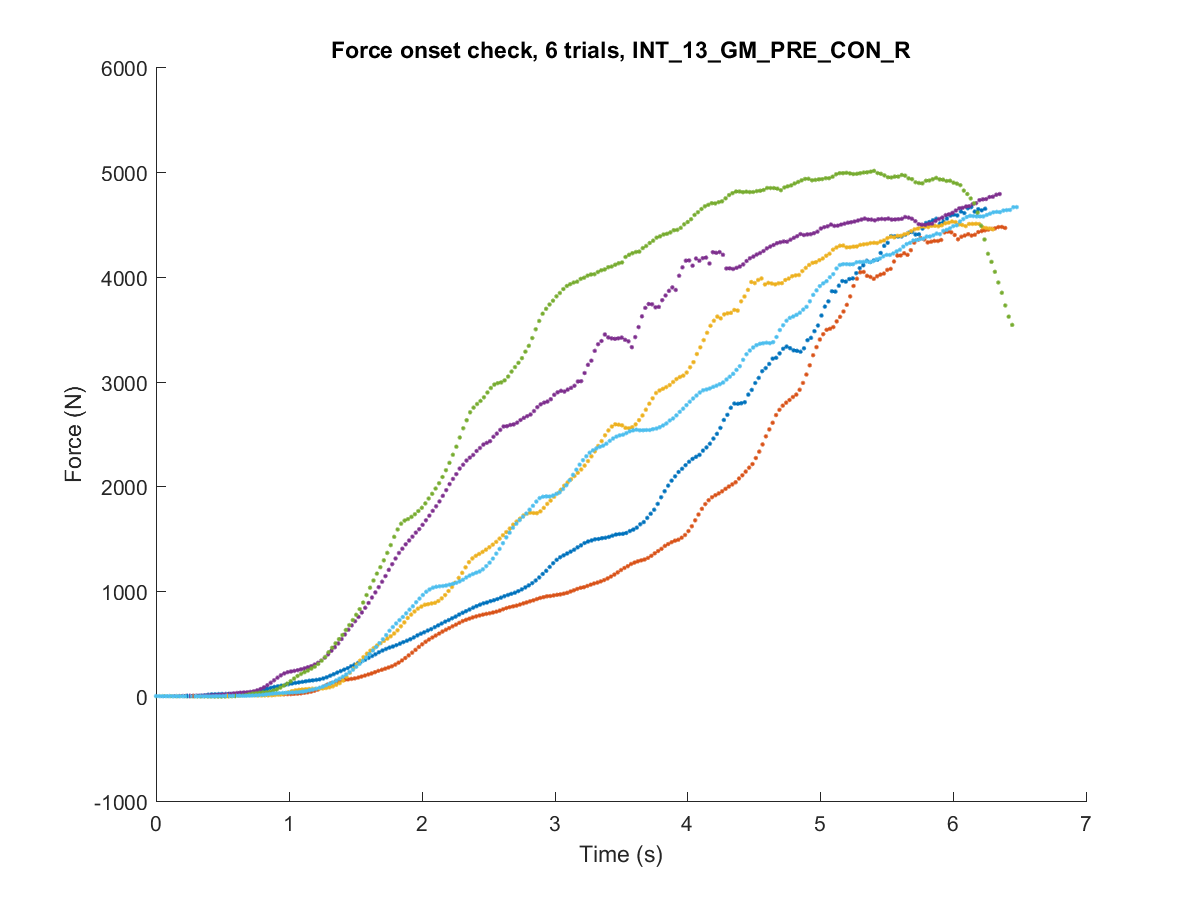 Force onset check, 6 trials, INT_13_GM_PRE_CON_R
6000
5000
4000
3000
2000
1000
0
-1000
Force (N)
0 1 2 3 4 5 6 7
Time (s)